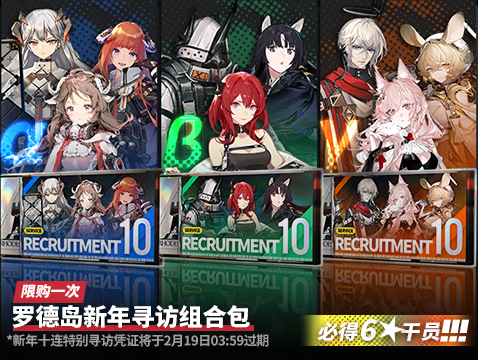 β
SERVICE
RECRUITMENT 10
SERVICE
RECRUITMENT 10
SERVICE
RECRUITMENT 10
限购一次
罗德岛新年寻访组合包
*新年十连特别寻访凭证将于2月19日03:59过期
必得6★干员!!!